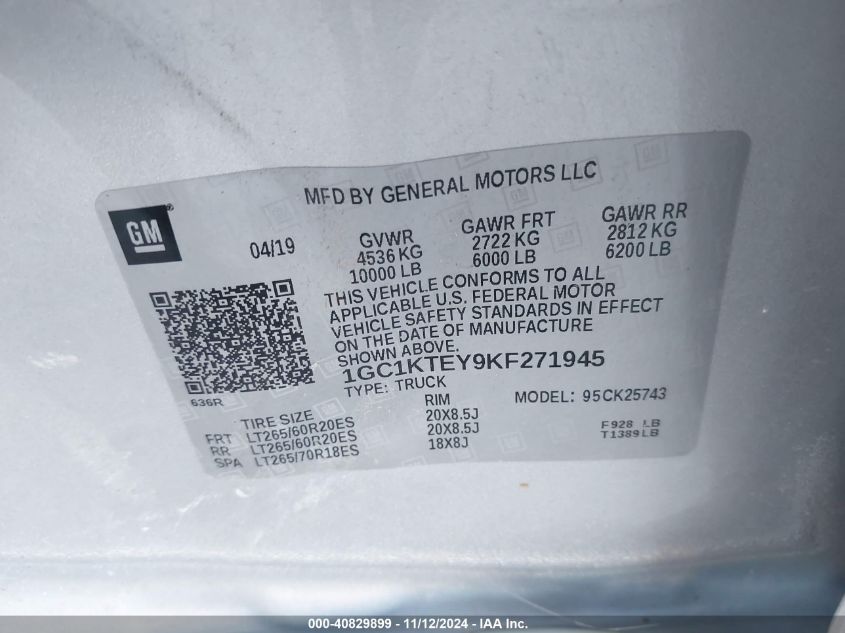 MFD BY GENERAL MOTORS LLC
GM®
04/19
GVWR
4536 KG
10000 LB
GAWR FRT
2722 KG
6000 LB
GAWR RR
2812 KG
6200 LB
THIS VEHICLE CONFORMS TO ALL
APPLICABLE U.S. FEDERAL MOTOR
VEHICLE SAFETY STANDARDS IN EFFECT
ON THE DATE OF MANUFACTURE
SHOWN ABOVE.
1GC1KTEY9KF271945
TYPE: TRUCK
MODEL: 95CK25743
636R
TIRE SIZE RIM
FRT LT265/60R20ES 20X8.5J
RR LT265/60R20ES 20X8.5J
SPA LT265/70R18ES 18X8J
F928 LB
T1389LB
000-40829899 - 11/12/2024 - IAA Inc.